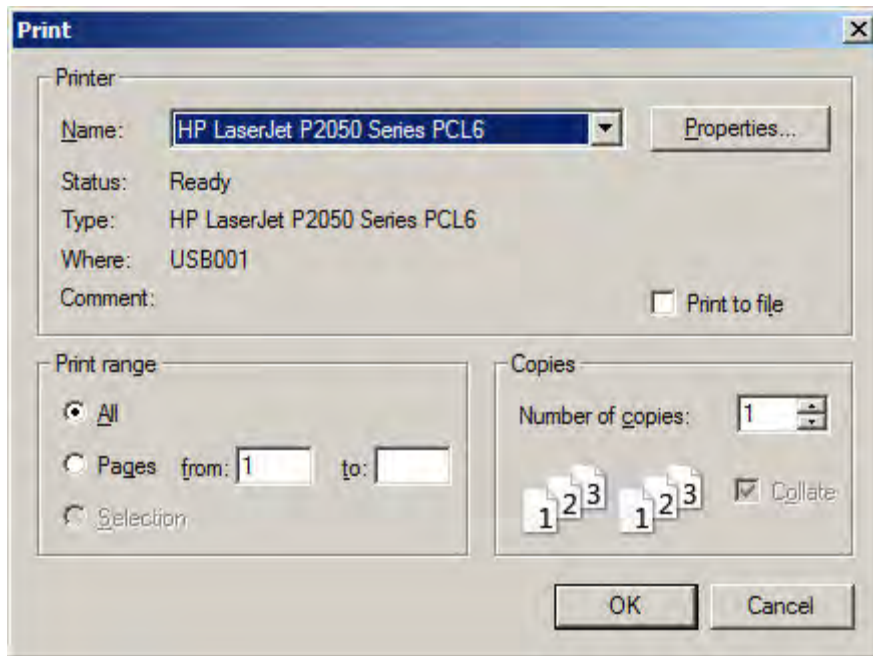 Print
Printer
Name: HP LaserJet P2050 Series PCL6 Properties...
Status: Ready
Type: HP LaserJet P2050 Series PCL6
Where: USB001
Comment:
Print to file
Print range
All
Pages from: 1 to:
Selection
Copies
Number of copies: 1
1 2 3 1 2 3 Collate
OK Cancel